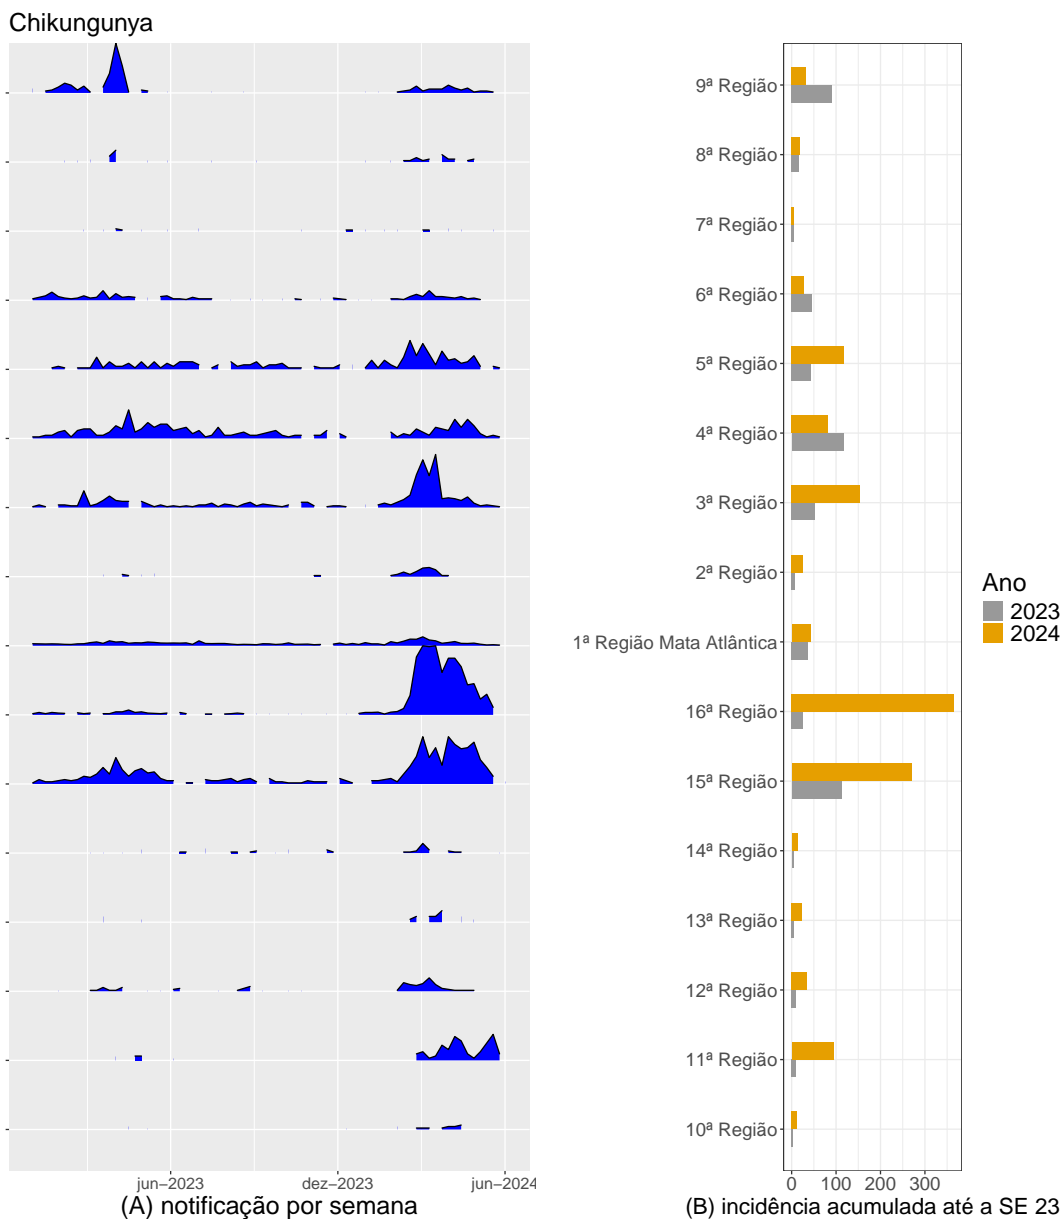 Chikungunya
9ª Região
8ª Região
7ª Região
6ª Região
5ª Região
4ª Região
3ª Região
2ª Região
1ª Região Mata Atlântica
16ª Região
15ª Região
14ª Região
13ª Região
12ª Região
11ª Região
10ª Região
Ano
2023
2024
jun−2023 dez−2023 jun−2024
0 100 200 300
(A) notificação por semana
(B) incidência acumulada até a SE 23